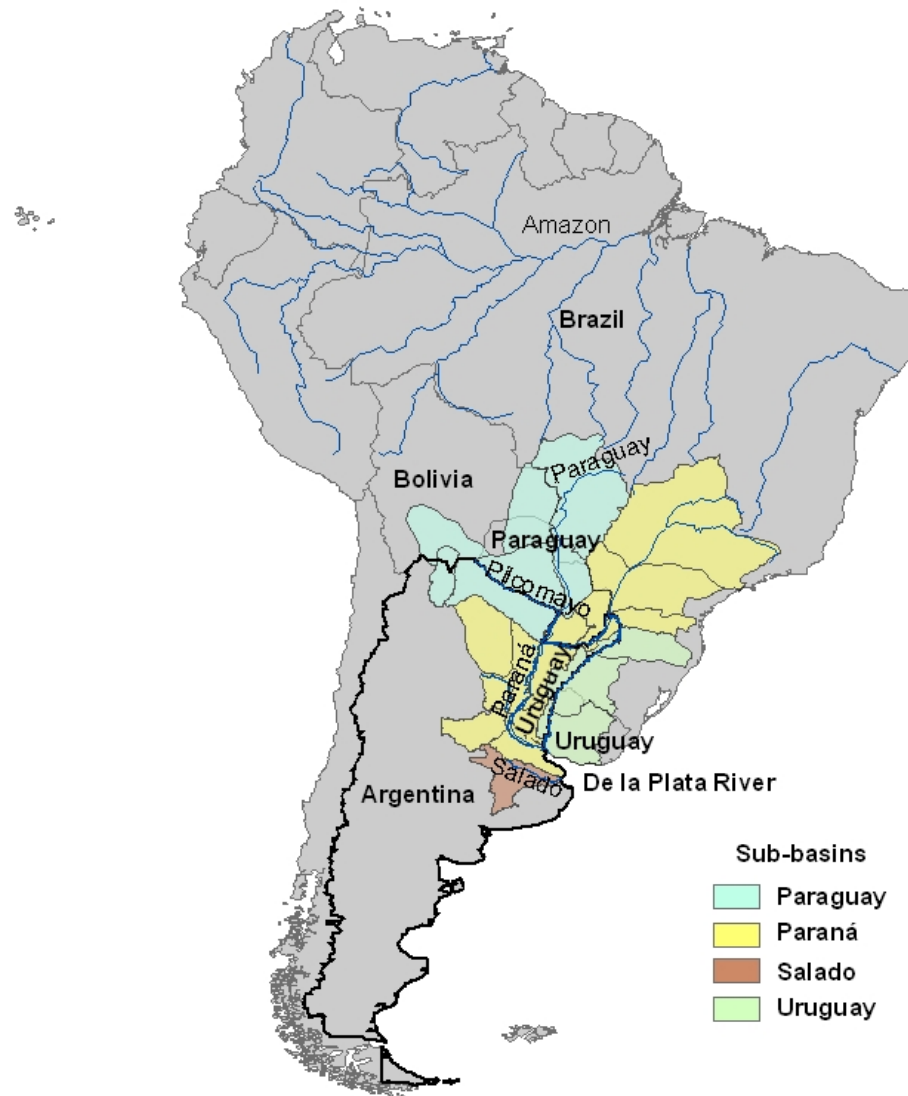 Amazon
Brazil
Paraguay
Bolivia
Paraguay
Pilcomayo
Paraná
Uruguay
Uruguay
Salado
De la Plata River
Argentina
Sub-basins
Paraguay
Paraná
Salado
Uruguay